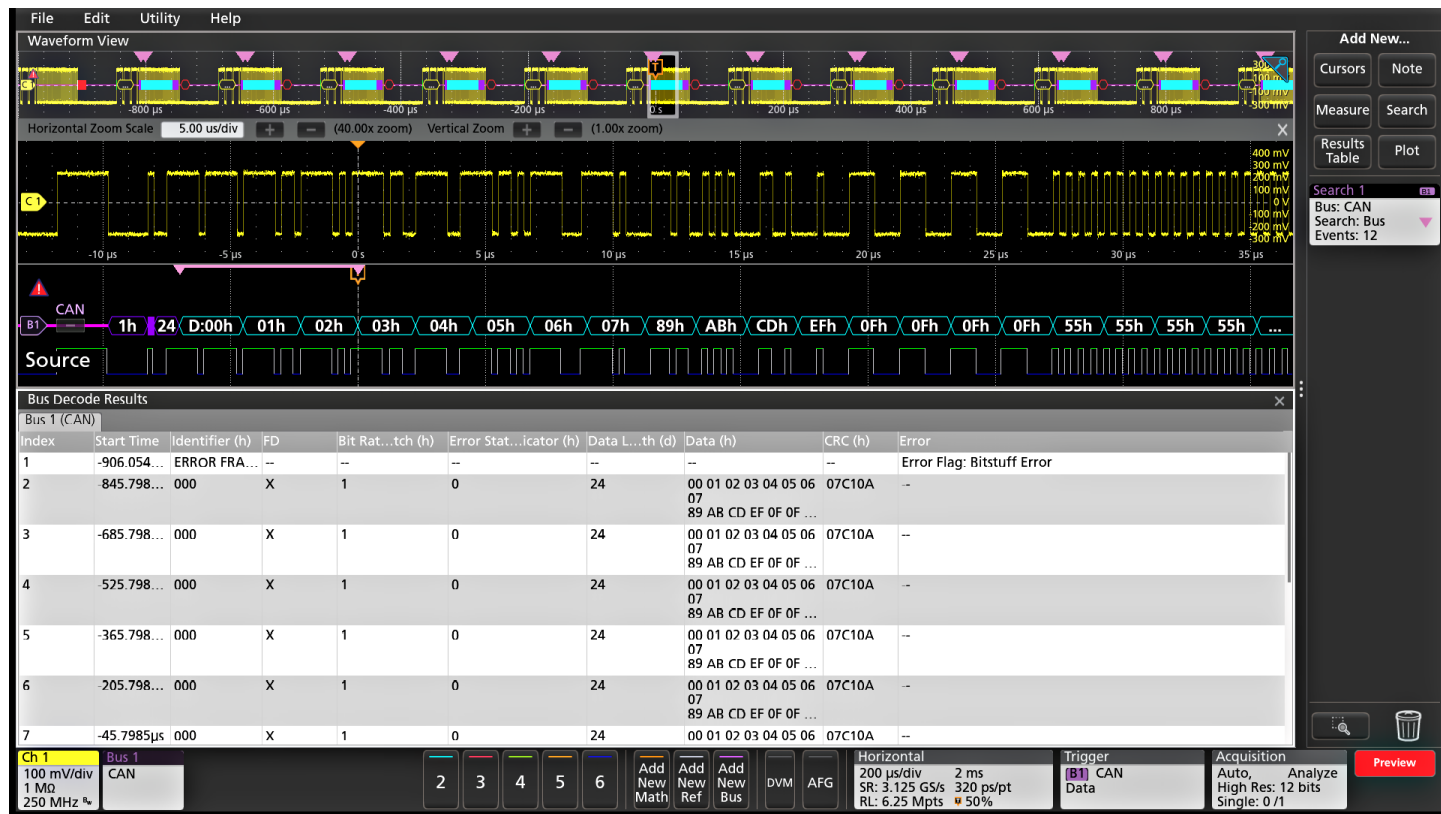 File Edit Utility Help
Waveform View
Add New...
Cursors Note
Measure Search
Results Table Plot
Search 1 B1
Bus: CAN
Search: Bus
Events: 12
T
C 1
-800 µs -600 µs -400 µs -200 µs 0 s 200 µs 400 µs 600 µs 800 µs
-300 mV
Horizontal Zoom Scale 5.00 us/div + — (40.00x zoom) Vertical Zoom + — (1.00x zoom) X
400 mV
300 mV
200 mV
100 mV
C 1 0 V
-100 mV
-200 mV
-300 mV
-10 µs -5 µs 0 s 5 µs 10 µs 15 µs 20 µs 25 µs 30 µs 35 µs
CAN
B1 1h 24 D:00h 01h 02h 03h 04h 05h 06h 07h 89h ABh CDh EFh 0Fh 0Fh 0Fh 0Fh 55h 55h 55h 55h ...
Source
Bus Decode Results ×
Bus 1 (CAN)
Index Start Time Identifier (h) FD Bit Rat...tch (h) Error Stat...icator (h) Data L...th (d) Data (h) CRC (h) Error
1 -906.054... ERROR FRA... -- -- -- -- -- -- Error Flag: Bitstuff Error
2 -845.798... 000 X 1 0 24 00 01 02 03 04 05 06 07C10A --
07
89 AB CD EF 0F 0F ...
3 -685.798... 000 X 1 0 24 00 01 02 03 04 05 06 07C10A --
07
89 AB CD EF 0F 0F ...
4 -525.798... 000 X 1 0 24 00 01 02 03 04 05 06 07C10A --
07
89 AB CD EF 0F 0F ...
5 -365.798... 000 X 1 0 24 00 01 02 03 04 05 06 07C10A --
07
89 AB CD EF 0F 0F ...
6 -205.798... 000 X 1 0 24 00 01 02 03 04 05 06 07C10A --
07
89 AB CD EF 0F 0F ...
7 -45.7985µs 000 X 1 0 24 00 01 02 03 04 05 06 07C10A --
Ch 1
100 mV/div
1 MΩ
250 MHz Bw
Bus 1
CAN
2 3 4 5 6
Add New Math
Add New Ref
Add New Bus
DVM
AFG
Horizontal
200 µs/div 2 ms
SR: 3.125 GS/s 320 ps/pt
RL: 6.25 Mpts 50%
Trigger
B1 CAN
Data
Acquisition
Auto, Analyze
High Res: 12 bits
Single: 0 /1
Preview